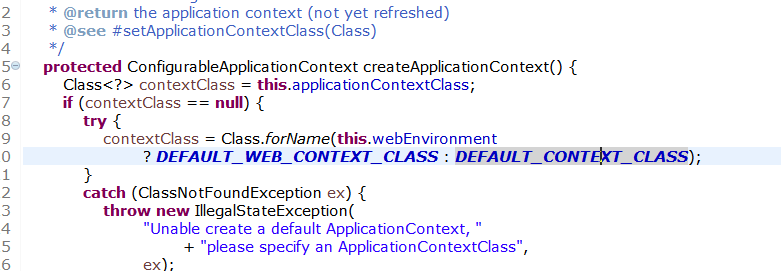 2 * @return the application context (not yet refreshed)
3 * @see #setApplicationContextClass(Class)
4 */
5 protected ConfigurableApplicationContext createApplicationContext() {
6 Class<?> contextClass = this.applicationContextClass;
7 if (contextClass == null) {
8 try {
9 contextClass = Class.forName(this.webEnvironment
0 ? DEFAULT_WEB_CONTEXT_CLASS : DEFAULT_CONTEXT_CLASS);
1 }
2 catch (ClassNotFoundException ex) {
3 throw new IllegalStateException(
4 "Unable create a default ApplicationContext, "
5 + "please specify an ApplicationContextClass",
6 ex);